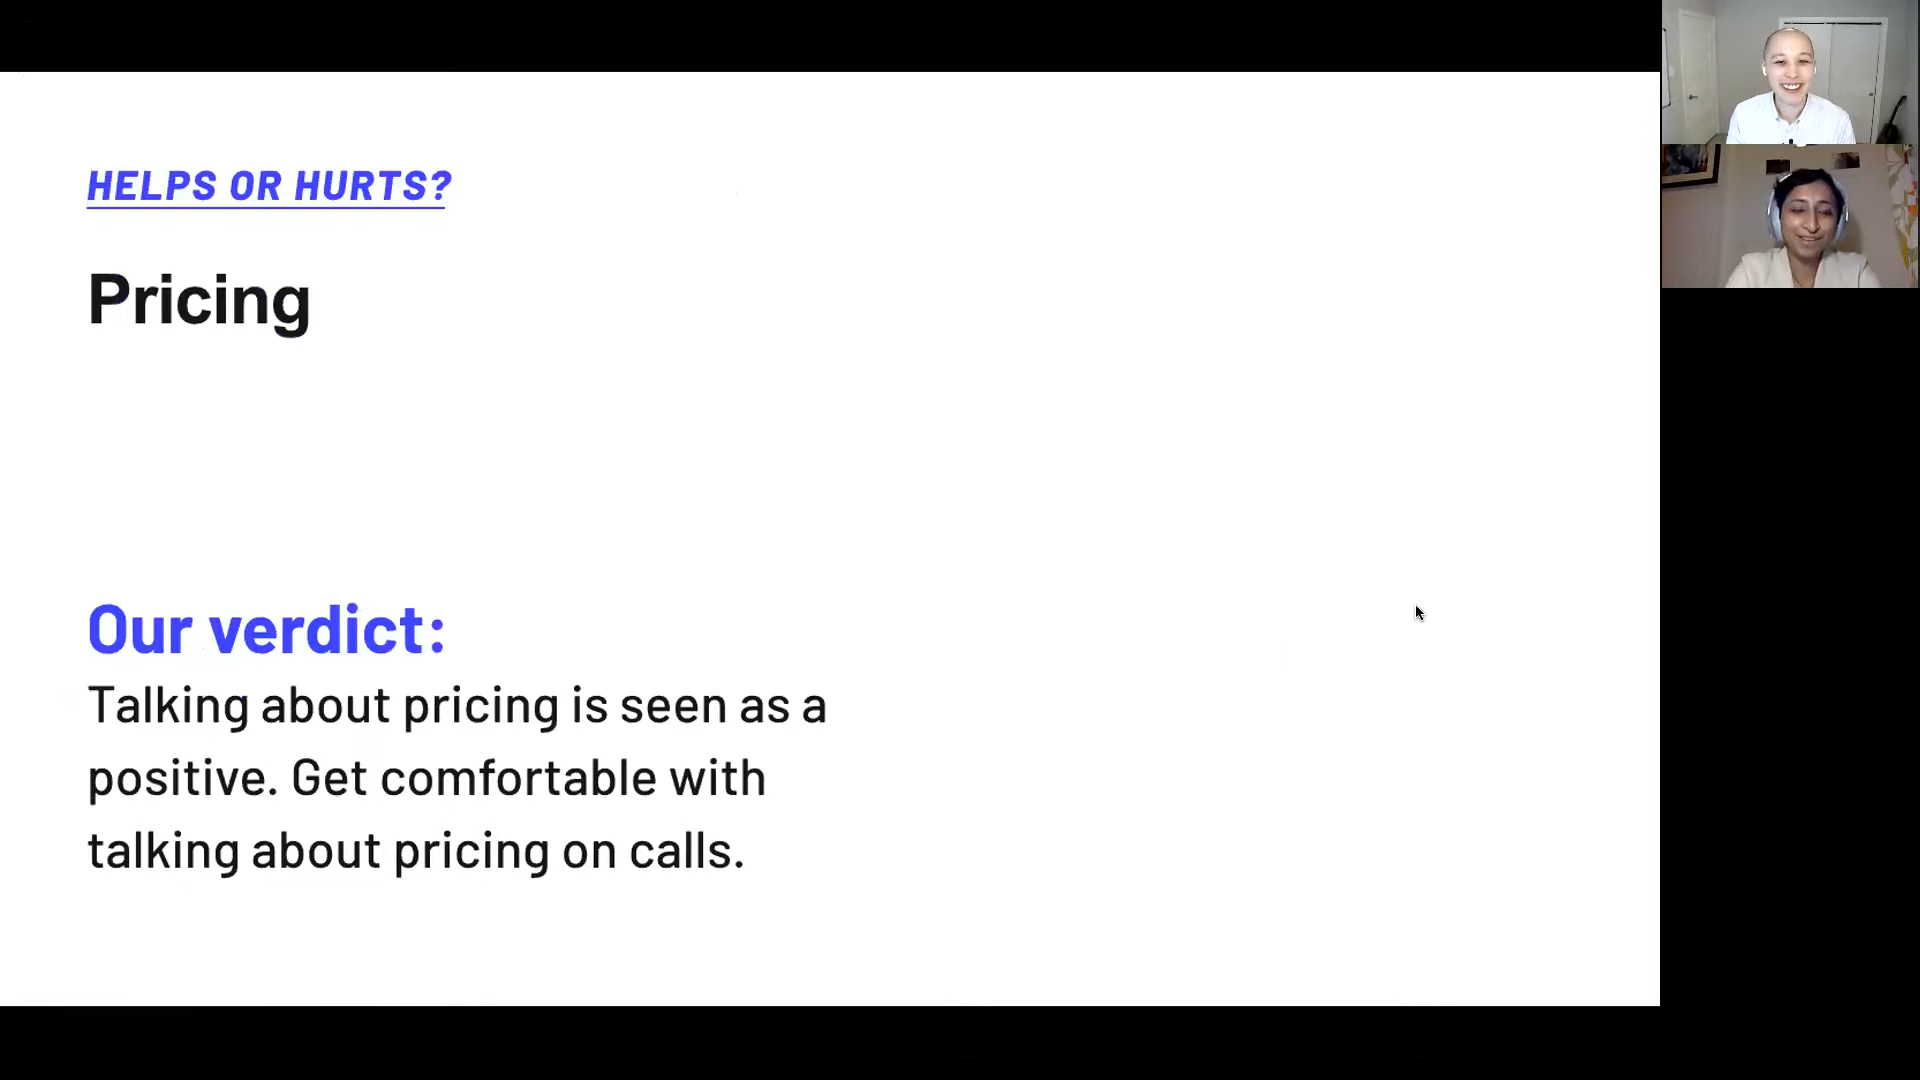 HELPS OR HURTS?
Pricing
Our verdict:
Talking about pricing is seen as a
positive. Get comfortable with
talking about pricing on calls.